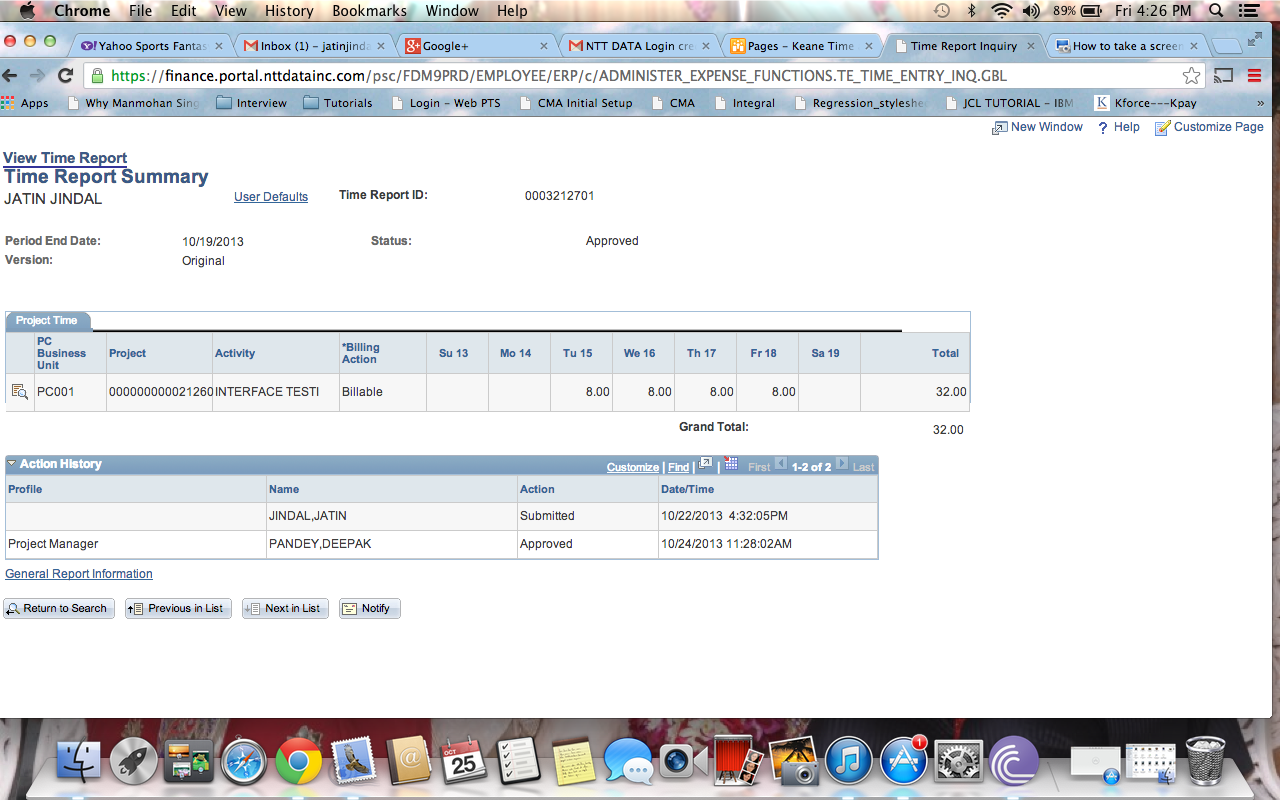 Chrome File Edit View History Bookmarks Window Help 89% Fri 4:26 PM
Yahoo Sports Fantas Inbox (1) – jatinjinda Google+ NTT DATA Login cre Pages – Keane Time Time Report Inquiry How to take a screen
https://finance.portal.nttdatainc.com/psc/FDM9PRD/EMPLOYEE/ERP/c/ADMINISTER_EXPENSE_FUNCTIONS.TE_TIME_ENTRY_INQ.GBL
Apps Why Manmohan Sing Interview Tutorials Login – Web PTS CMA Initial Setup CMA Integral Regression_styleshe JCL TUTORIAL – IBM K Kforce---Kpay »
New Window ? Help Customize Page
View Time Report
Time Report Summary
JATIN JINDAL User Defaults Time Report ID: 0003212701
Period End Date: 10/19/2013 Status: Approved
Version: Original
Project Time
PC Business Unit Project Activity *Billing Action Su 13 Mo 14 Tu 15 We 16 Th 17 Fr 18 Sa 19 Total
PC001 000000000021260 INTERFACE TESTI Billable 8.00 8.00 8.00 8.00 32.00
Grand Total: 32.00
Action History Customize | Find | | First 1-2 of 2 Last
Profile Name Action Date/Time
JINDAL,JATIN Submitted 10/22/2013 4:32:05PM
Project Manager PANDEY,DEEPAK Approved 10/24/2013 11:28:02AM
General Report Information
Return to Search Previous in List Next in List Notify
OCT
25
1